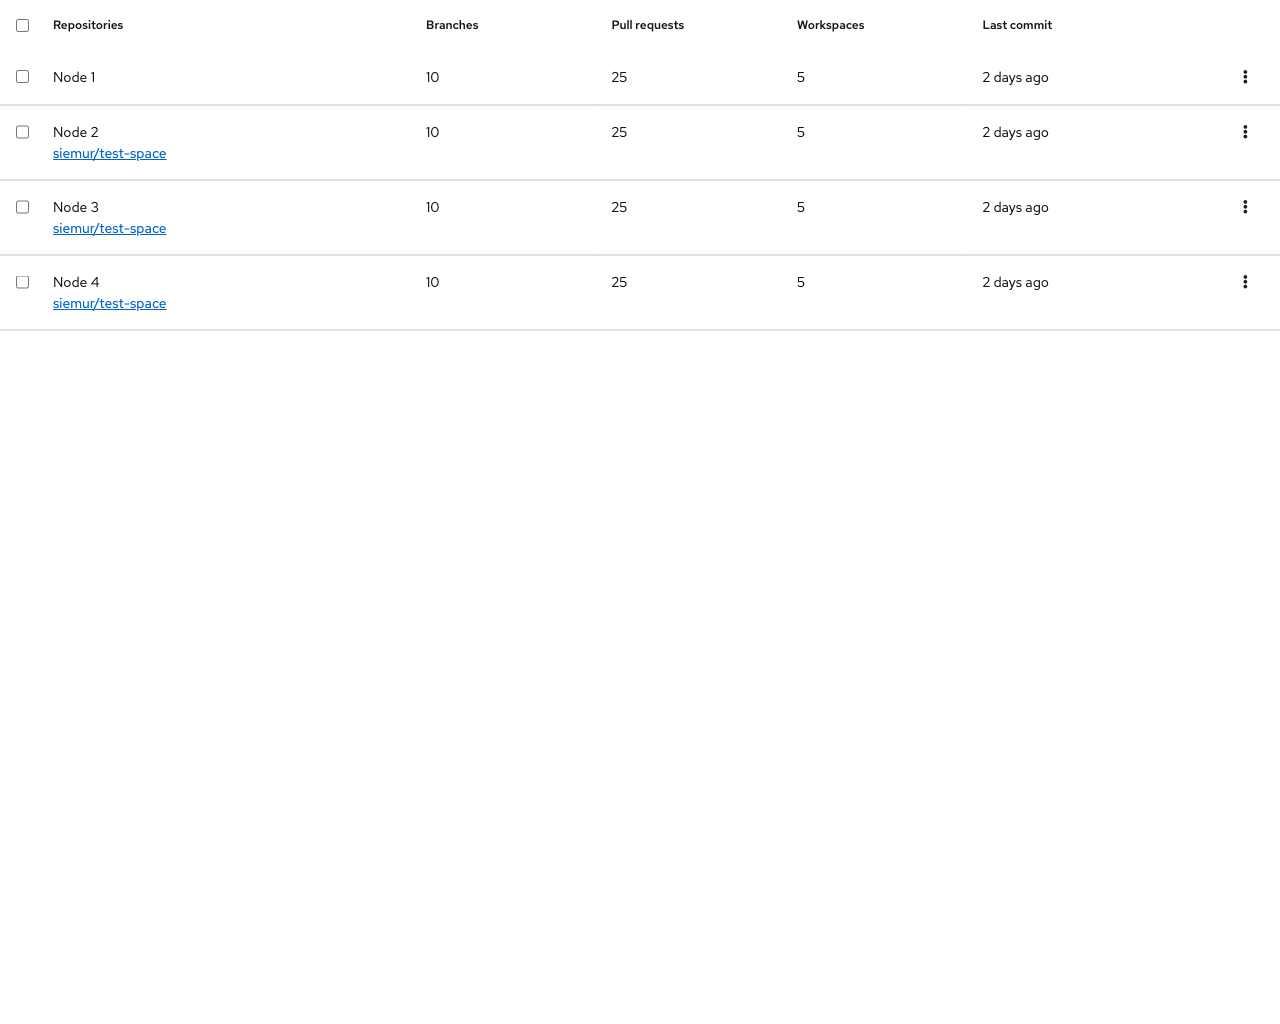 Repositories Branches Pull requests Workspaces Last commit
Node 1 10 25 5 2 days ago
Node 2 10 25 5 2 days ago
siemur/test-space
Node 3 10 25 5 2 days ago
siemur/test-space
Node 4 10 25 5 2 days ago
siemur/test-space